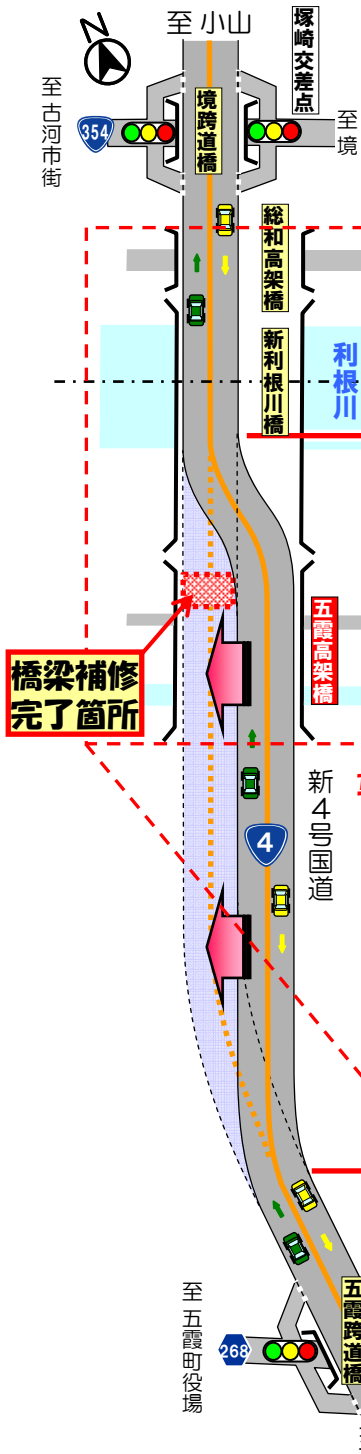 至 小山
N
塚崎交差点
至古河市街
354
境跨道橋
至境
総和高架橋
新利根川橋
利根川
五霞高架橋
橋梁補修
完了箇所
新4号国道
4
至 五霞町役場
268
五霞跨道橋